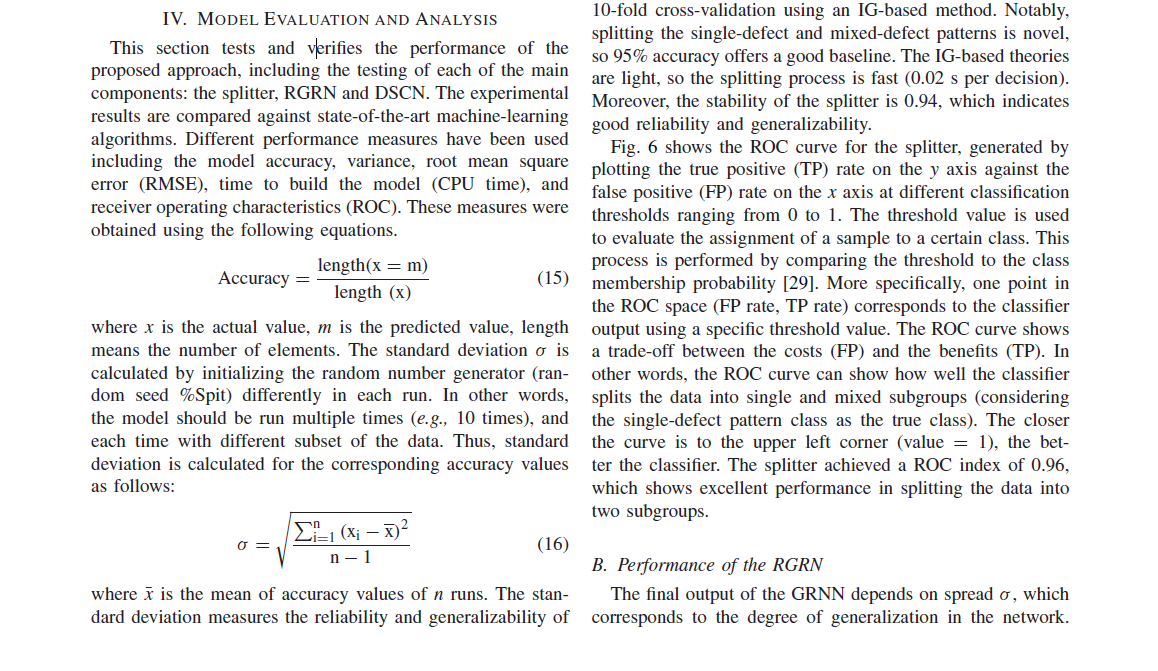 IV. MODEL EVALUATION AND ANALYSIS
This section tests and verifies the performance of the
proposed approach, including the testing of each of the main
components: the splitter, RGRN and DSCN. The experimental
results are compared against state-of-the-art machine-learning
algorithms. Different performance measures have been used
including the model accuracy, variance, root mean square
error (RMSE), time to build the model (CPU time), and
receiver operating characteristics (ROC). These measures were
obtained using the following equations.
Accuracy = length(x = m) / length (x) (15)
where x is the actual value, m is the predicted value, length
means the number of elements. The standard deviation σ is
calculated by initializing the random number generator (ran-
dom seed %Spit) differently in each run. In other words,
the model should be run multiple times (e.g., 10 times), and
each time with different subset of the data. Thus, standard
deviation is calculated for the corresponding accuracy values
as follows:
σ = √(∑ⁿᵢ₌₁ (xᵢ − x̄)² / n − 1) (16)
where x̄ is the mean of accuracy values of n runs. The stan-
dard deviation measures the reliability and generalizability of
10-fold cross-validation using an IG-based method. Notably,
splitting the single-defect and mixed-defect patterns is novel,
so 95% accuracy offers a good baseline. The IG-based theories
are light, so the splitting process is fast (0.02 s per decision).
Moreover, the stability of the splitter is 0.94, which indicates
good reliability and generalizability.
Fig. 6 shows the ROC curve for the splitter, generated by
plotting the true positive (TP) rate on the y axis against the
false positive (FP) rate on the x axis at different classification
thresholds ranging from 0 to 1. The threshold value is used
to evaluate the assignment of a sample to a certain class. This
process is performed by comparing the threshold to the class
membership probability [29]. More specifically, one point in
the ROC space (FP rate, TP rate) corresponds to the classifier
output using a specific threshold value. The ROC curve shows
a trade-off between the costs (FP) and the benefits (TP). In
other words, the ROC curve can show how well the classifier
splits the data into single and mixed subgroups (considering
the single-defect pattern class as the true class). The closer
the curve is to the upper left corner (value = 1), the bet-
ter the classifier. The splitter achieved a ROC index of 0.96,
which shows excellent performance in splitting the data into
two subgroups.
B. Performance of the RGRN
The final output of the GRNN depends on spread σ, which
corresponds to the degree of generalization in the network.